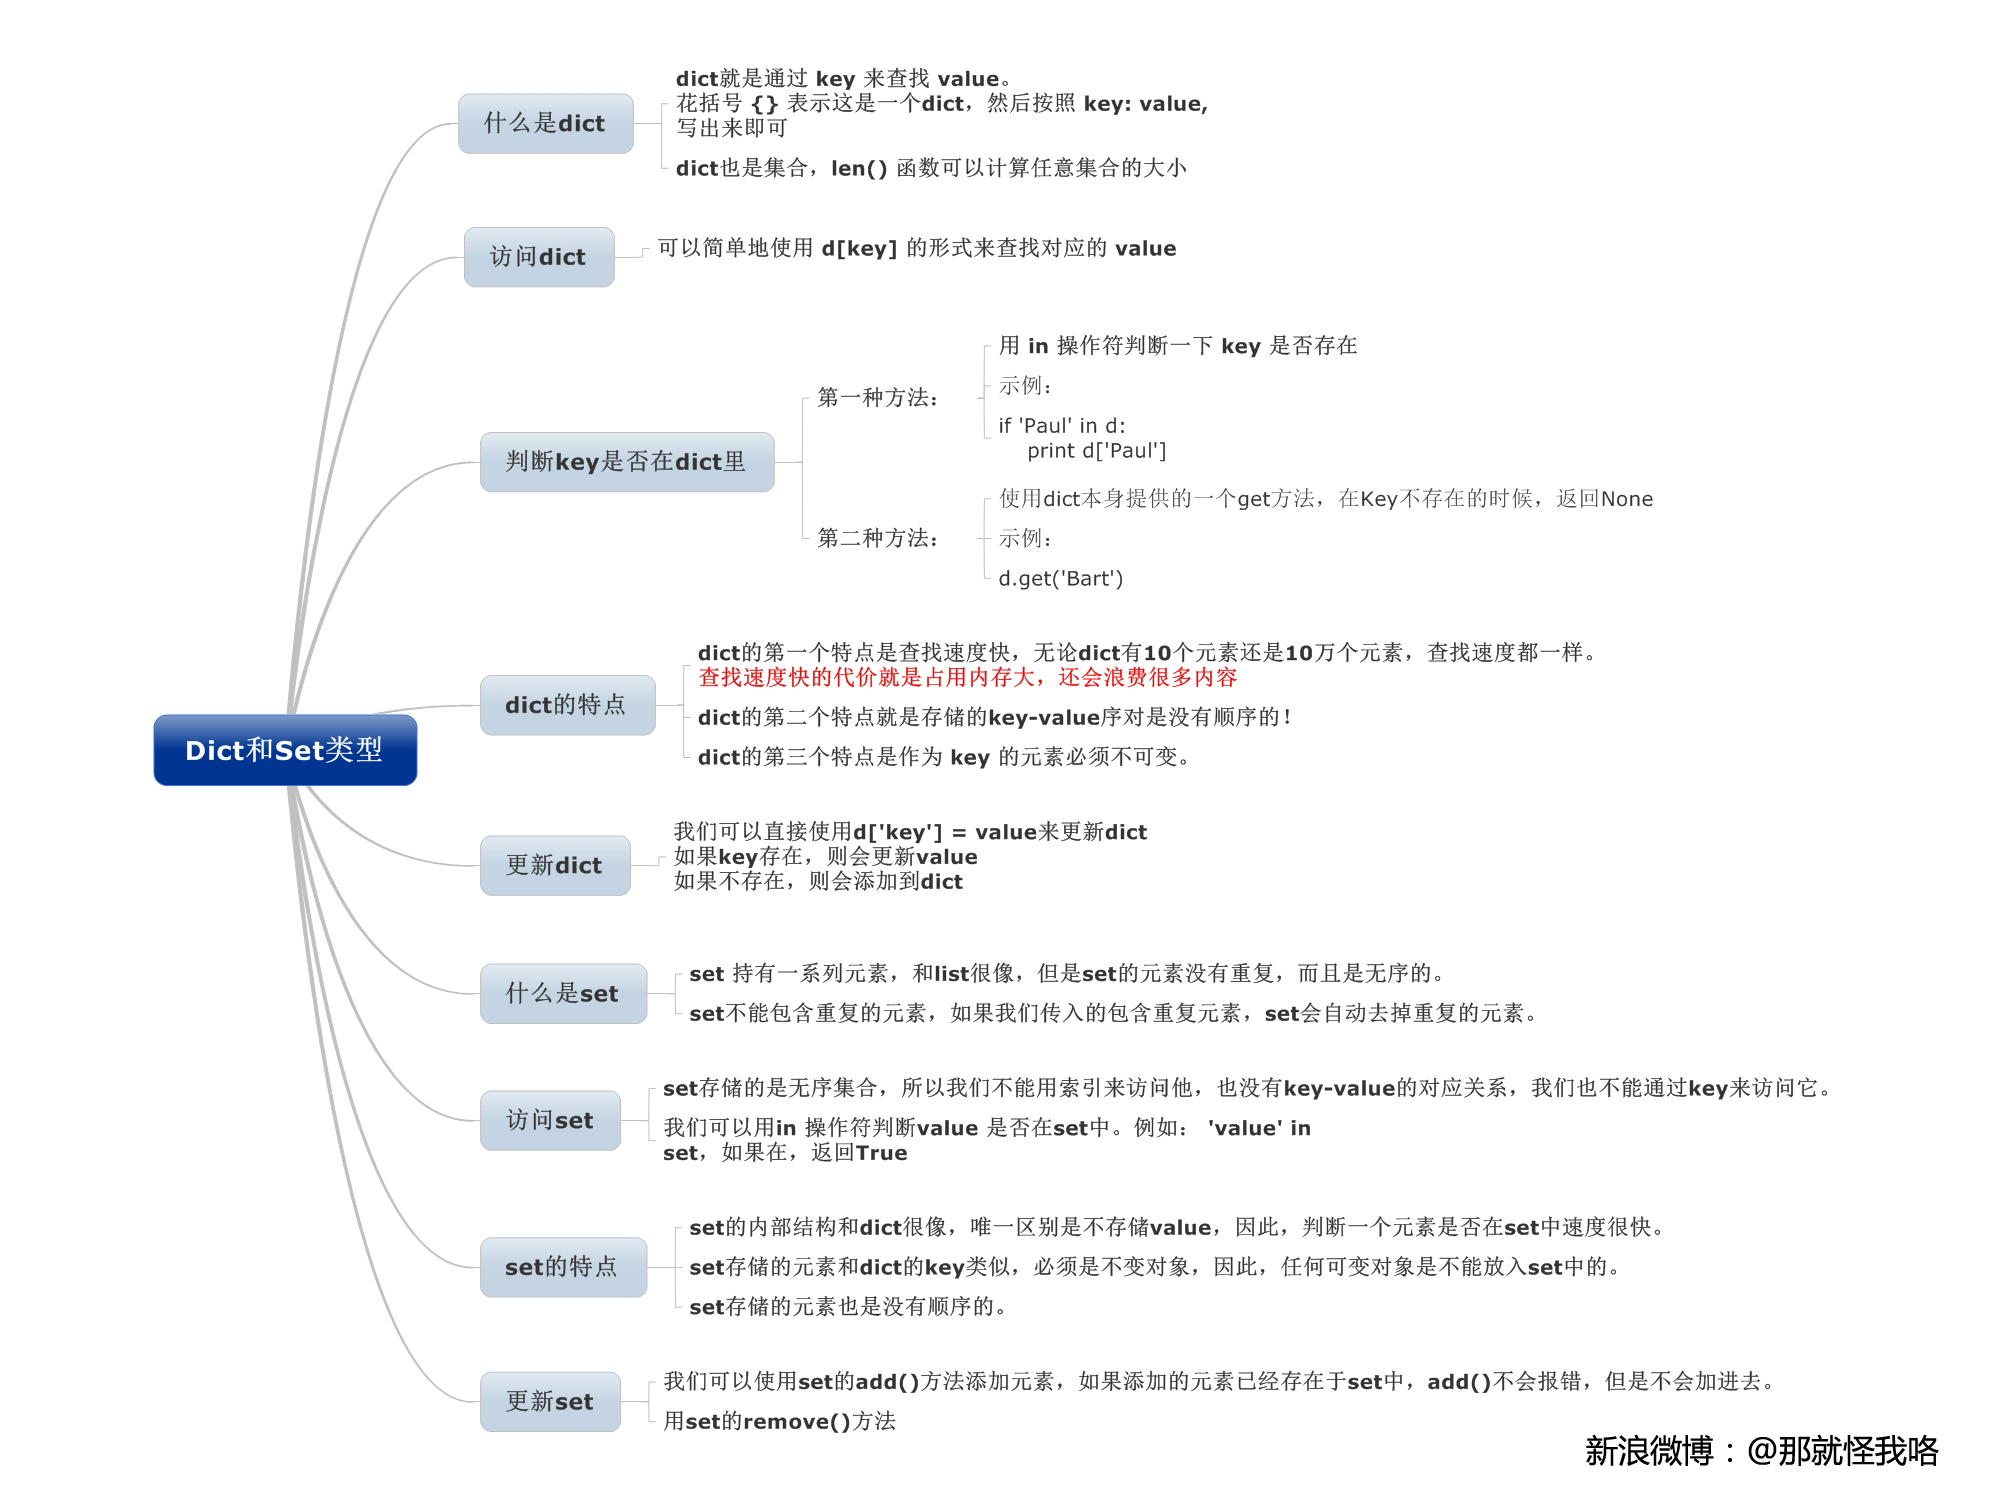 什么是dict
dict就是通过 key 来查找 value。
花括号 {} 表示这是一个dict，然后按照 key: value,
写出来即可
dict也是集合，len() 函数可以计算任意集合的大小
访问dict
可以简单地使用 d[key] 的形式来查找对应的 value
判断key是否在dict里
第一种方法：
用 in 操作符判断一下 key 是否存在
示例：
if 'Paul' in d:
print d['Paul']
第二种方法：
使用dict本身提供的一个get方法，在Key不存在的时候，返回None
示例：
d.get('Bart')
Dict和Set类型
dict的特点
dict的第一个特点是查找速度快，无论dict有10个元素还是10万个元素，查找速度都一样。
查找速度快的代价就是占用内存大，还会浪费很多内容
dict的第二个特点就是存储的key-value序对是没有顺序的！
dict的第三个特点是作为 key 的元素必须不可变。
更新dict
我们可以直接使用d['key'] = value来更新dict
如果key存在，则会更新value
如果不存在，则会添加到dict
什么是set
set 持有一系列元素，和list很像，但是set的元素没有重复，而且是无序的。
set不能包含重复的元素，如果我们传入的包含重复元素，set会自动去掉重复的元素。
访问set
set存储的是无序集合，所以我们不能用索引来访问他，也没有key-value的对应关系，我们也不能通过key来访问它。
我们可以用in 操作符判断value 是否在set中。例如： 'value' in
set，如果在，返回True
set的特点
set的内部结构和dict很像，唯一区别是不存储value，因此，判断一个元素是否在set中速度很快。
set存储的元素和dict的key类似，必须是不变对象，因此，任何可变对象是不能放入set中的。
set存储的元素也是没有顺序的。
更新set
我们可以使用set的add()方法添加元素，如果添加的元素已经存在于set中，add()不会报错，但是不会加进去。
用set的remove()方法
新浪微博：@那就怪我咯